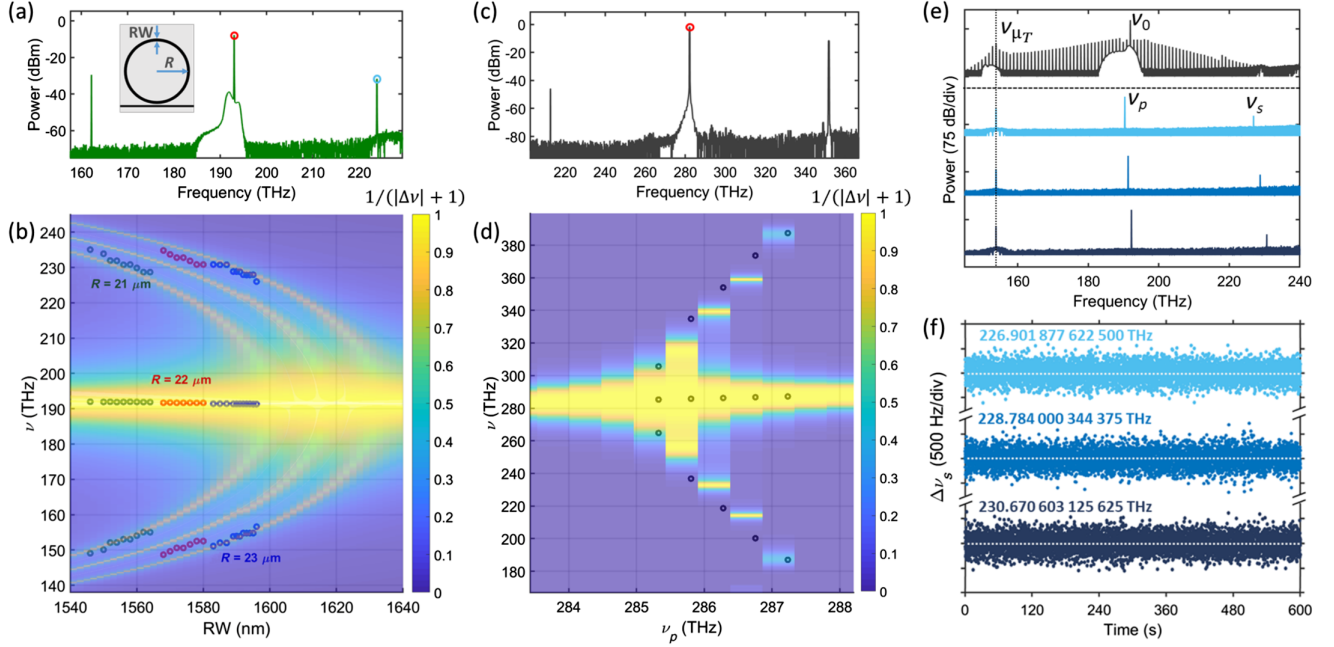 (a)
0
-20
-40
-60
Power (dBm)
RW
R
160 170 180 190 200 210 220
Frequency (THz)
(c)
0
-20
-40
-60
-80
Power (dBm)
220 240 260 280 300 320 340 360
Frequency (THz)
(e)
ν_μ_T
ν_0
ν_p
ν_s
Power (75 dB/div)
160 180 200 220 240
Frequency (THz)
(b)
1/(|Δν| + 1)
240
230
220
210
200
190
180
170
160
150
140
ν (THz)
R = 21 μm
R = 22 μm
R = 23 μm
1540 1560 1580 1600 1620 1640
RW (nm)
1
0.9
0.8
0.7
0.6
0.5
0.4
0.3
0.2
0.1
0
(d)
1/(|Δν| + 1)
380
360
340
320
300
280
260
240
220
200
180
ν (THz)
284 285 286 287 288
ν_p (THz)
1
0.9
0.8
0.7
0.6
0.5
0.4
0.3
0.2
0.1
0
(f)
226.901 877 622 500 THz
228.784 000 344 375 THz
230.670 603 125 625 THz
Δν_s (500 Hz/div)
0 120 240 360 480 600
Time (s)